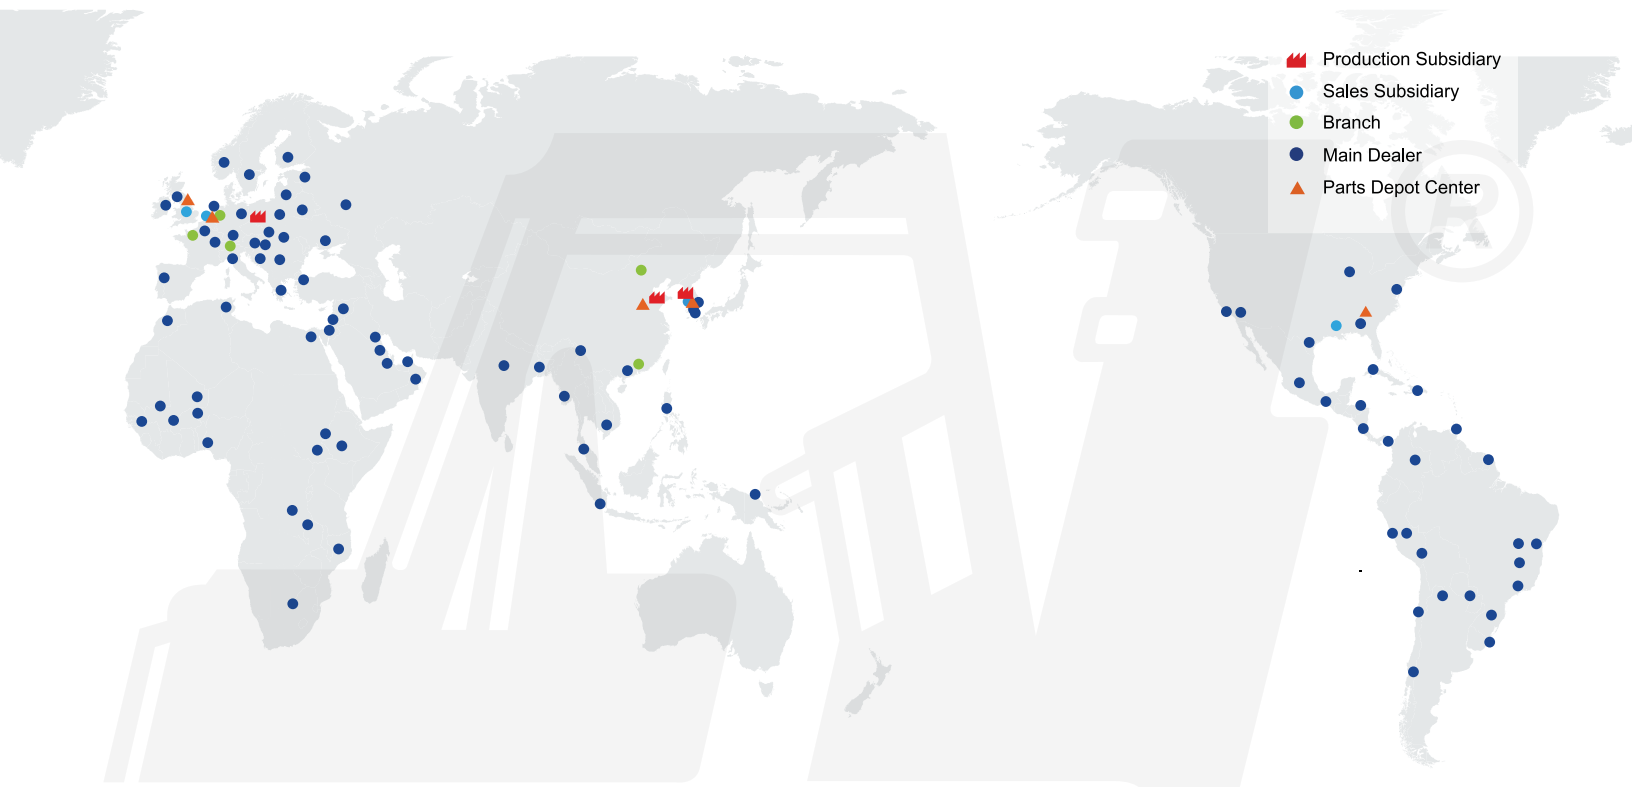 Production Subsidiary
Sales Subsidiary
Branch
Main Dealer
Parts Depot Center
®